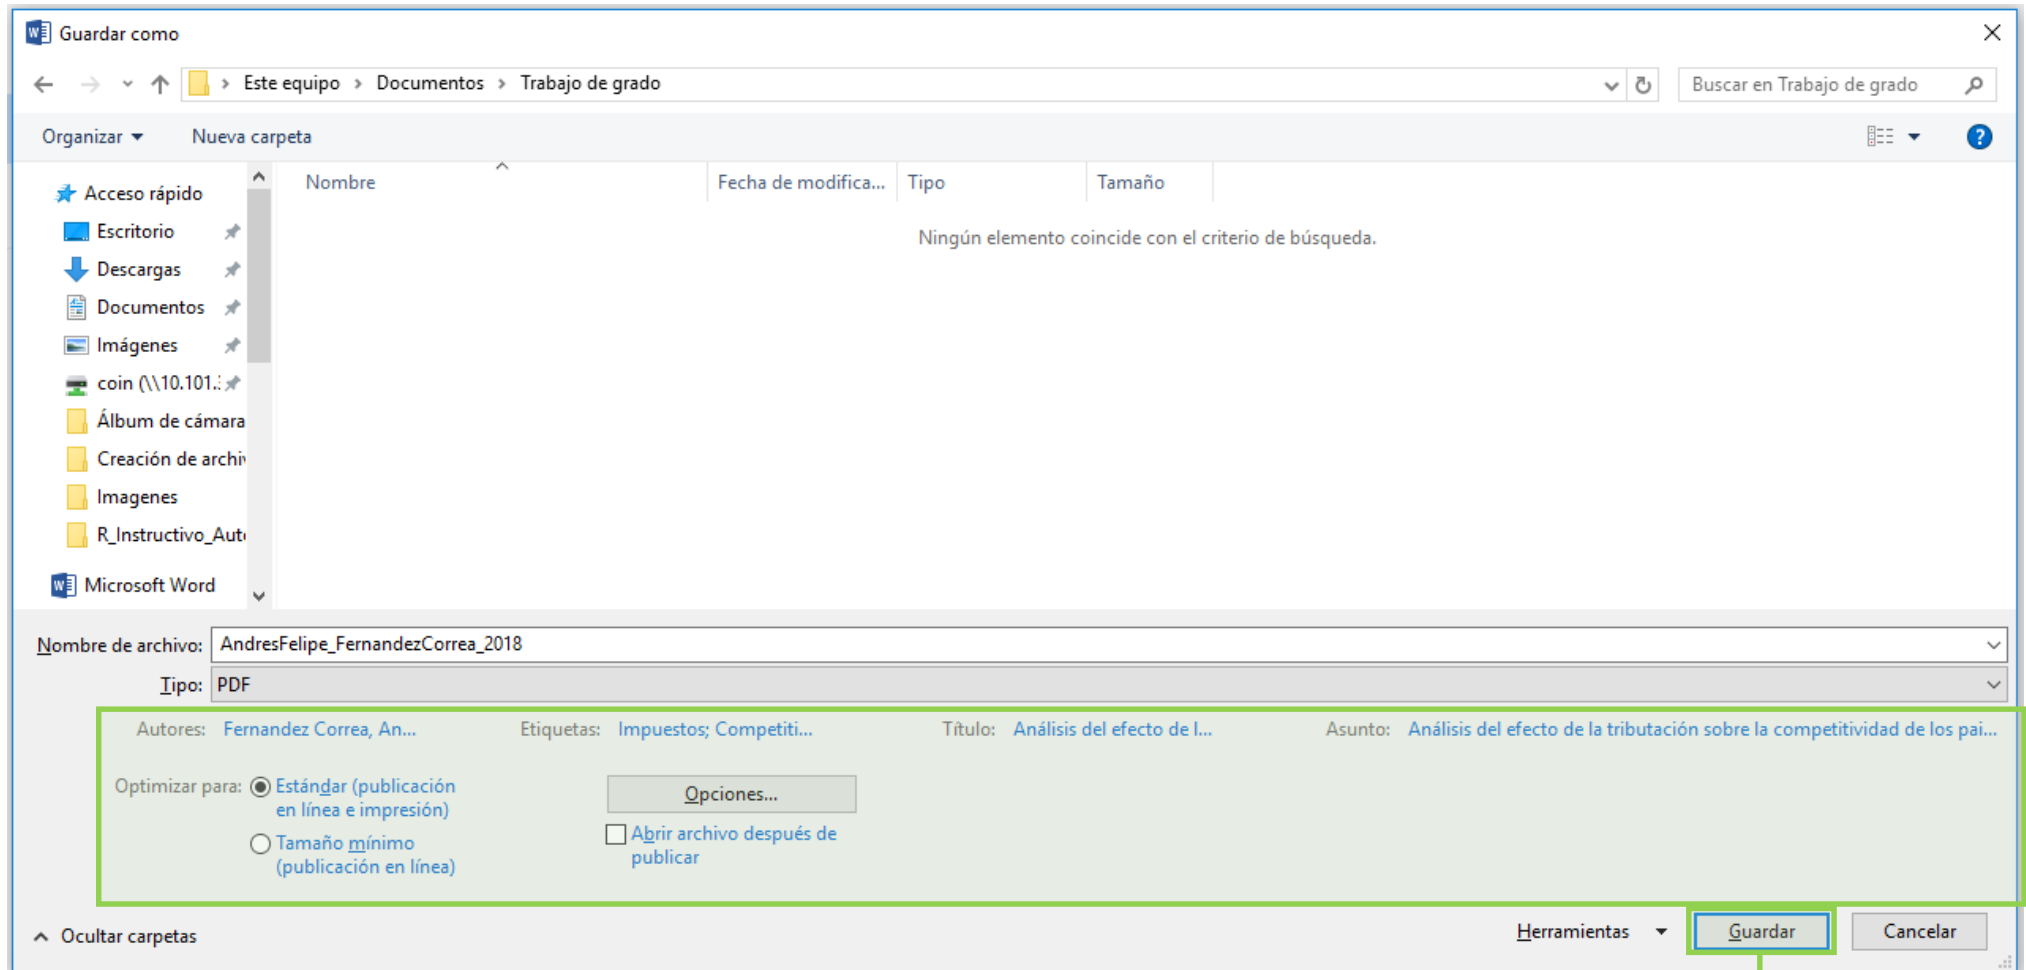 Guardar como
Este equipo > Documentos > Trabajo de grado
Buscar en Trabajo de grado
Organizar
Nueva carpeta
Nombre
Fecha de modifica...
Tipo
Tamaño
Ningún elemento coincide con el criterio de búsqueda.
Acceso rápido
Escritorio
Descargas
Documentos
Imágenes
coin (\\10.101.
Álbum de cámara
Creación de archi
Imagenes
R_Instructivo_Aut
Microsoft Word
Nombre de archivo: AndresFelipe_FernandezCorrea_2018
Tipo: PDF
Autores: Fernandez Correa, An...
Etiquetas: Impuestos; Competiti...
Título: Análisis del efecto de l...
Asunto: Análisis del efecto de la tributación sobre la competitividad de los pai...
Optimizar para:
Estándar (publicación
en línea e impresión)
Tamaño mínimo
(publicación en línea)
Opciones...
Abrir archivo después de
publicar
Ocultar carpetas
Herramientas
Guardar
Cancelar